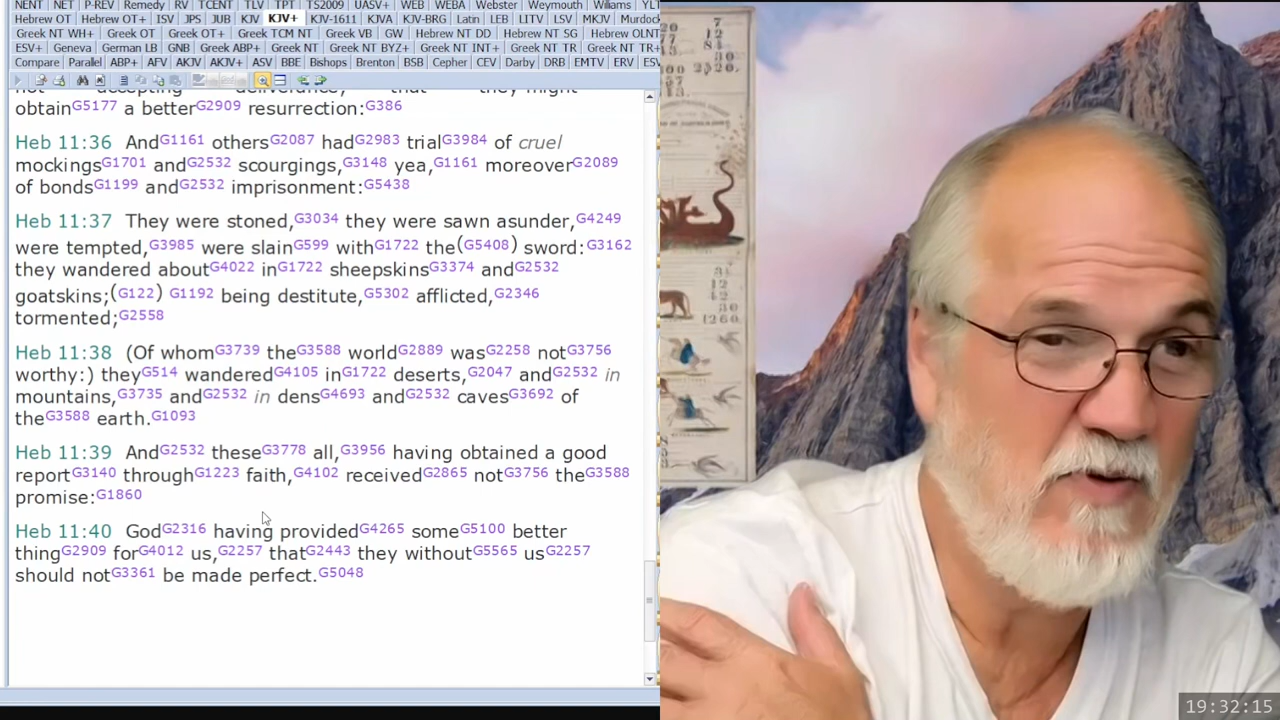 NENT NET P-REV Remedy RV TCENT TLV TPT TS2009 UASV+ WEB WEBA Webster Weymouth Williams YLT
Hebrew OT Hebrew OT+ ISV JPS JUB KJV KJV+ KJV-1611 KJVA KJV-BRG Latin LEB LITV LSV MKJV Murdock
Greek NT WH+ Greek OT Greek OT+ Greek TCM NT Greek VB GW Hebrew NT DD Hebrew NT SG Hebrew OLNT
ESV+ Geneva German LB GNB Greek ABP+ Greek NT Greek NT BYZ+ Greek NT INT+ Greek NT TR Greek NT TR+
Compare Parallel ABP+ AFV AKJV AKJV+ ASV BBE Bishops Brenton BSB Cepher CEV Darby DRB EMTV ERV ESV
not accepting deliverance; that they might
obtainG5177 a betterG2909 resurrection:G386
Heb 11:36 AndG1161 othersG2087 hadG2983 trialG3984 of cruel
mockingsG1701 andG2532 scourgings,G3148 yea,G1161 moreoverG2089
of bondsG1199 andG2532 imprisonment:G5438
Heb 11:37 They were stoned,G3034 they were sawn asunder,G4249
were tempted,G3985 were slainG599 withG1722 the(G5408) sword:G3162
they wandered aboutG4022 inG1722 sheepskinsG3374 andG2532
goatskins;(G122) G1192 being destitute,G5302 afflicted,G2346
tormented;G2558
Heb 11:38 (Of whomG3739 theG3588 worldG2889 wasG2258 notG3756
worthy:) theyG514 wanderedG4105 inG1722 deserts,G2047 andG2532 in
mountains,G3735 andG2532 in densG4693 andG2532 cavesG3692 of
theG3588 earth.G1093
Heb 11:39 AndG2532 theseG3778 all,G3956 having obtained a good
reportG3140 throughG1223 faith,G4102 receivedG2865 notG3756 theG3588
promise:G1860
Heb 11:40 GodG2316 having providedG4265 someG5100 better
thingG2909 forG4012 us,G2257 thatG2443 they withoutG5565 usG2257
should notG3361 be made perfect.G5048
1260.
19:32:15